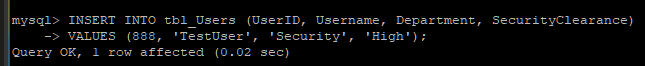 mysql> INSERT INTO tbl_Users (UserID, Username, Department, SecurityClearance)
    -> VALUES (888, 'TestUser', 'Security', 'High');
Query OK, 1 row affected (0.02 sec)